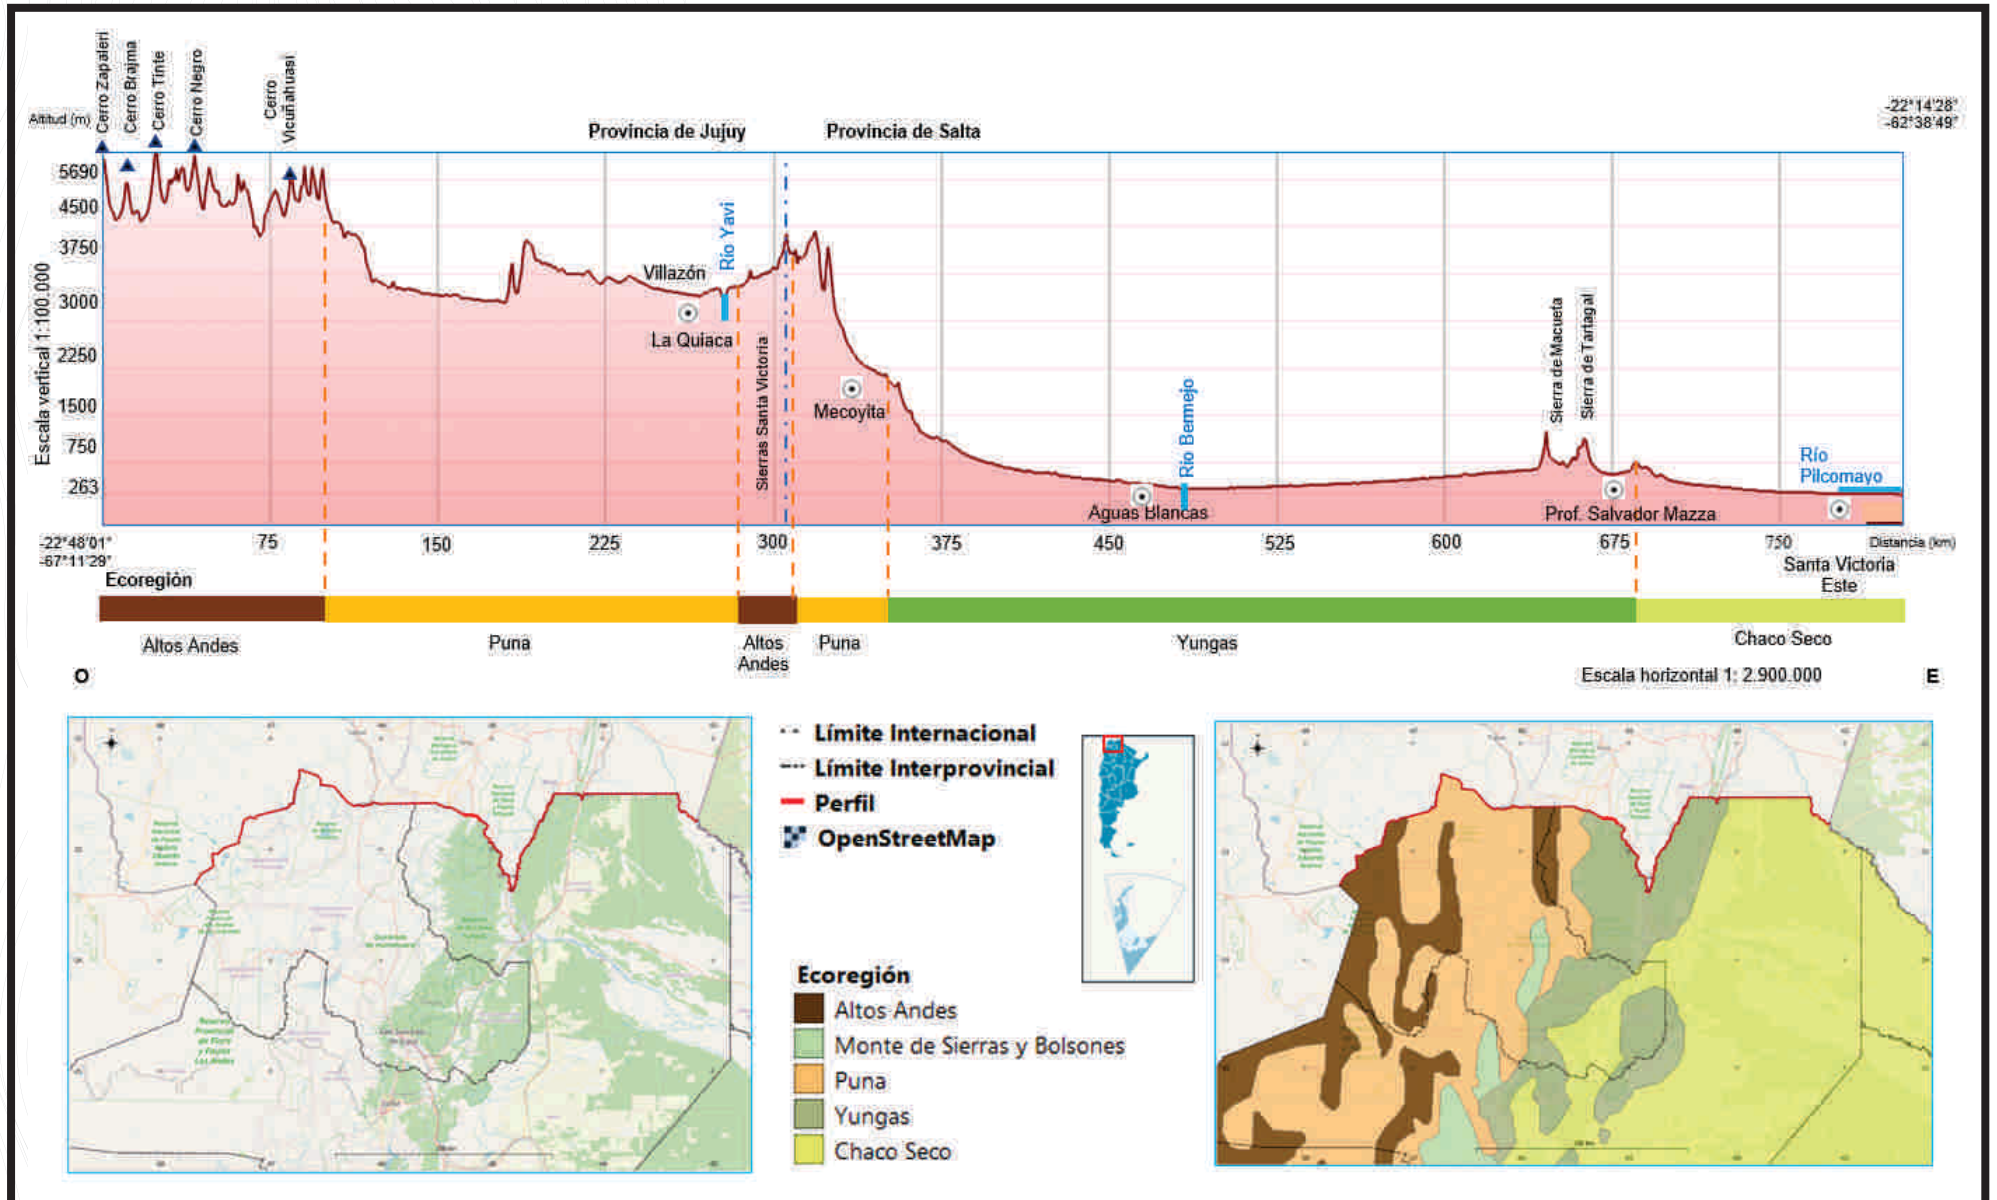 Cerro Zapaleri
Cerro Brajma
Cerro Tinte
Cerro Negro
Cerro
Vicuñahuasi
Altitud (m)
Provincia de Jujuy
Provincia de Salta
-22°14'28"
-62°38'49"
5690
4500
3750
3000
2250
1500
750
263
Escala vertical 1:100.000
Villazón
La Quiaca
Río Yavi
Sierras Santa Victoria
Mecoyita
Aguas Blancas
Río Bermejo
Sierra de Macueta
Sierra de Tartagal
Prof. Salvador Mazza
Río
Pilcomayo
-22°48'01"
-67°11'29"
75
150
225
300
375
450
525
600
675
750
Distancia (km)
Santa Victoria
Este
Ecoregión
Altos Andes
Puna
Altos
Andes
Puna
Yungas
Chaco Seco
O
Escala horizontal 1: 2.900.000
E
Límite Internacional
Límite Interprovincial
Perfil
OpenStreetMap
Ecoregión
Altos Andes
Monte de Sierras y Bolsones
Puna
Yungas
Chaco Seco